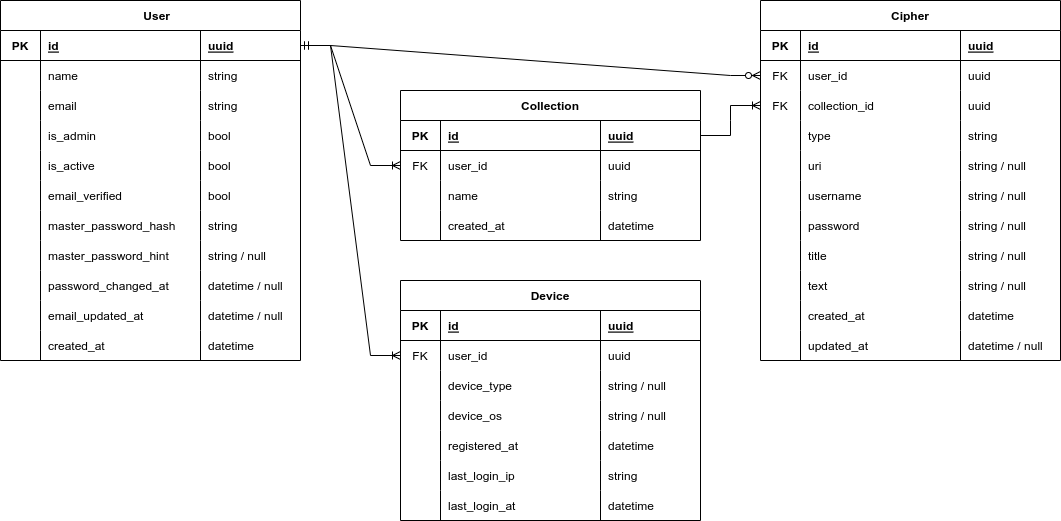 User
PK id uuid
name string
email string
is_admin bool
is_active bool
email_verified bool
master_password_hash string
master_password_hint string / null
password_changed_at datetime / null
email_updated_at datetime / null
created_at datetime
Collection
PK id uuid
FK user_id uuid
name string
created_at datetime
Device
PK id uuid
FK user_id uuid
device_type string / null
device_os string / null
registered_at datetime
last_login_ip string
last_login_at datetime
Cipher
PK id uuid
FK user_id uuid
FK collection_id uuid
type string
uri string / null
username string / null
password string / null
title string / null
text string / null
created_at datetime
updated_at datetime / null